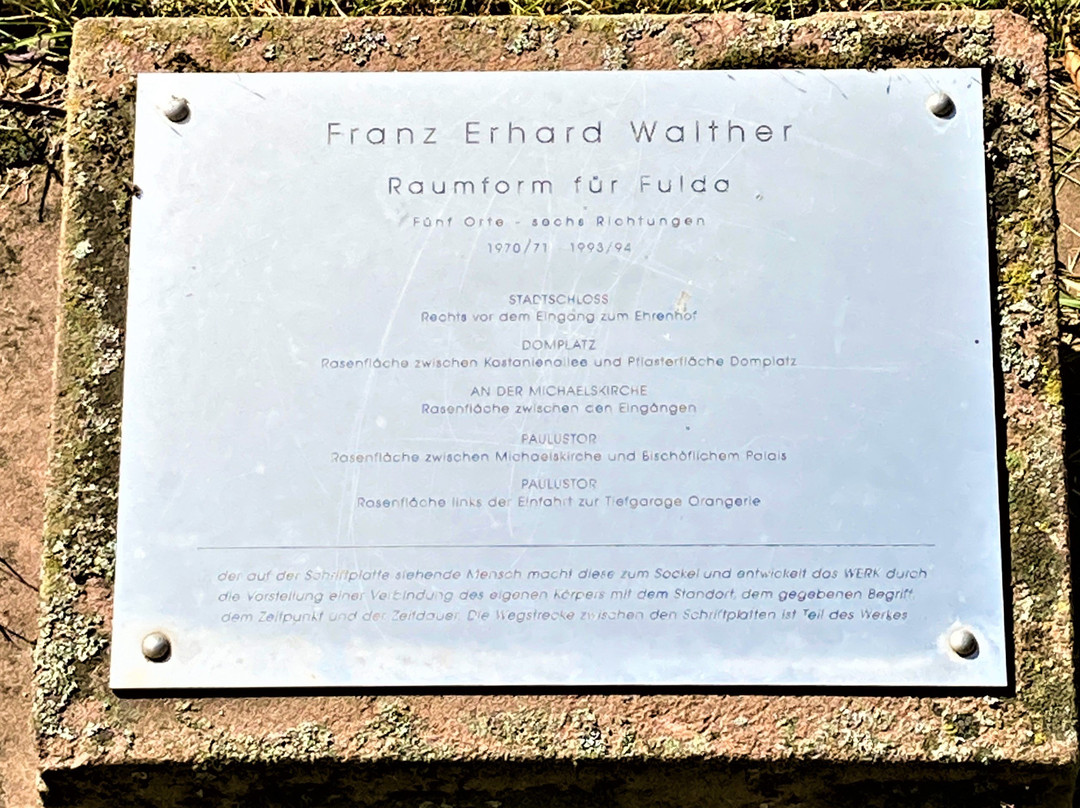 Franz Erhard Walther
Raumform für Fulda
Fünf Orte - sechs Richtungen
1970/71 1993/94
STADTSCHLOSS
Rechts vor dem Eingang zum Ehrenhof
DOMPLATZ
Rasenfläche zwischen Kastanienallee und Pflasterfläche Domplatz
AN DER MICHAELSKIRCHE
Rasenfläche zwischen den Eingängen
PAULUSTOR
Rasenfläche zwischen Michaelskirche und Bischöflichem Palais
PAULUSTOR
Rasenfläche links der Einfahrt zur Tiefgarage Orangerie
der auf der Schriftplatte stehende Mensch macht diese zum Sockel und entwickelt das WERK durch
die Vorstellung einer Verbindung des eigenen Körpers mit dem Standort, dem gegebenen Begriff,
dem Zeitpunkt und der Zeitdauer. Die Wegstrecke zwischen den Schriftplatten ist Teil des Werkes